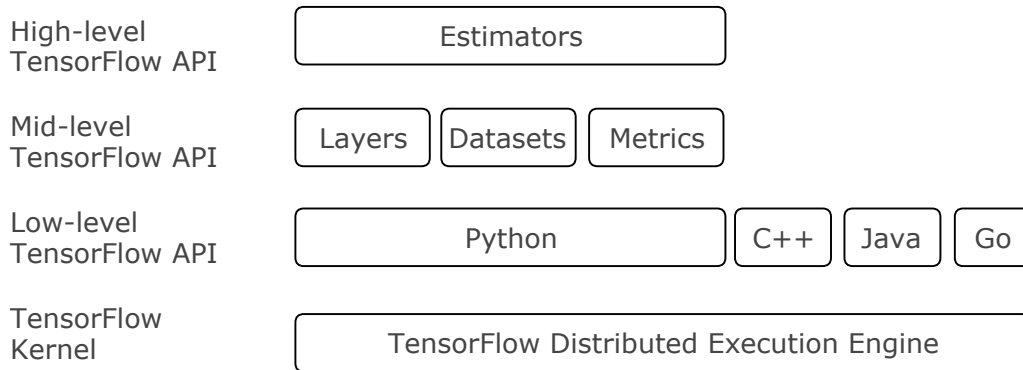 High-level
TensorFlow API
Estimators
Mid-level
TensorFlow API
Layers
Datasets
Metrics
Low-level
TensorFlow API
Python
C++
Java
Go
TensorFlow
Kernel
TensorFlow Distributed Execution Engine